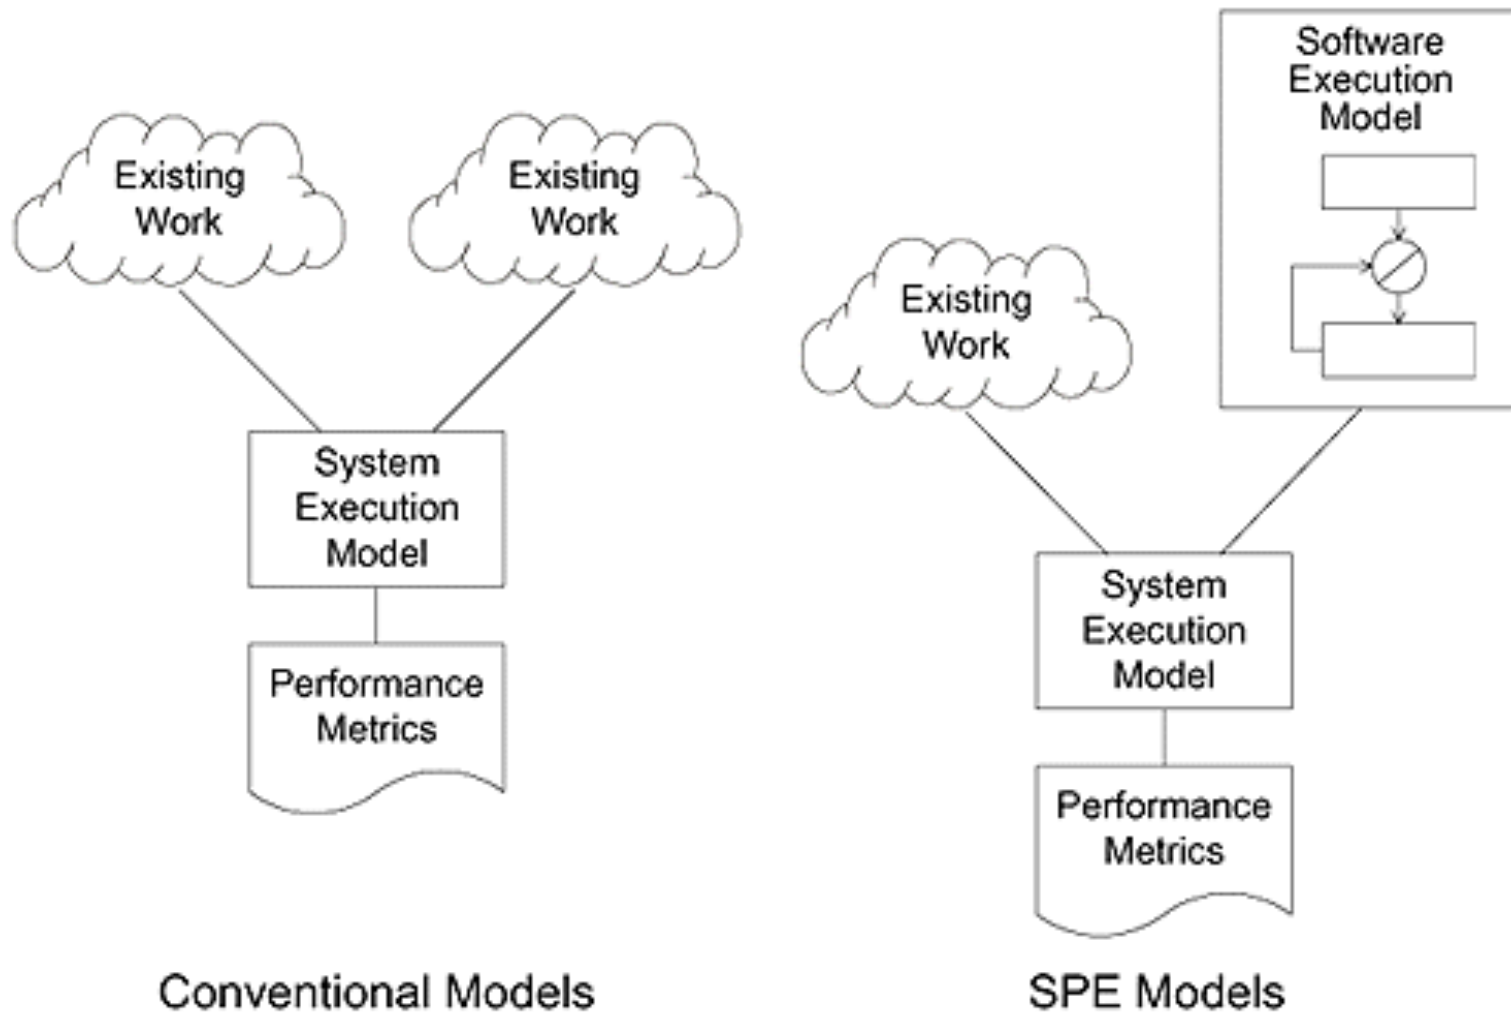 Existing
Work
Existing
Work
System
Execution
Model
Performance
Metrics
Conventional Models
Software
Execution
Model
Existing
Work
System
Execution
Model
Performance
Metrics
SPE Models